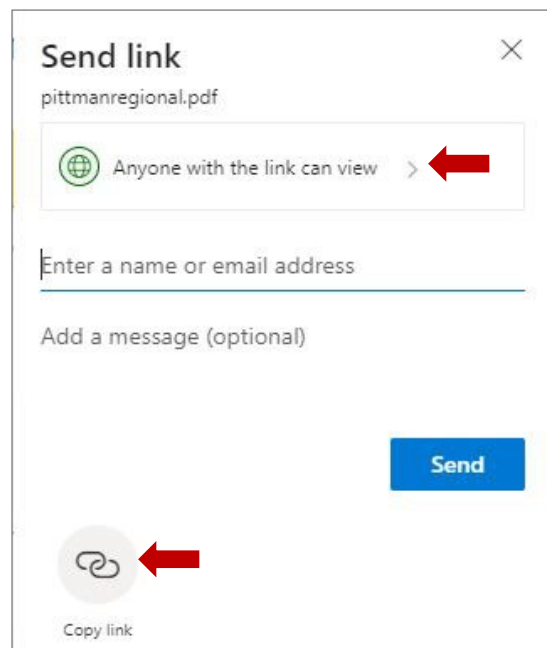 Send link
pittmanregional.pdf
Anyone with the link can view
Enter a name or email address
Add a message (optional)
Send
Copy link